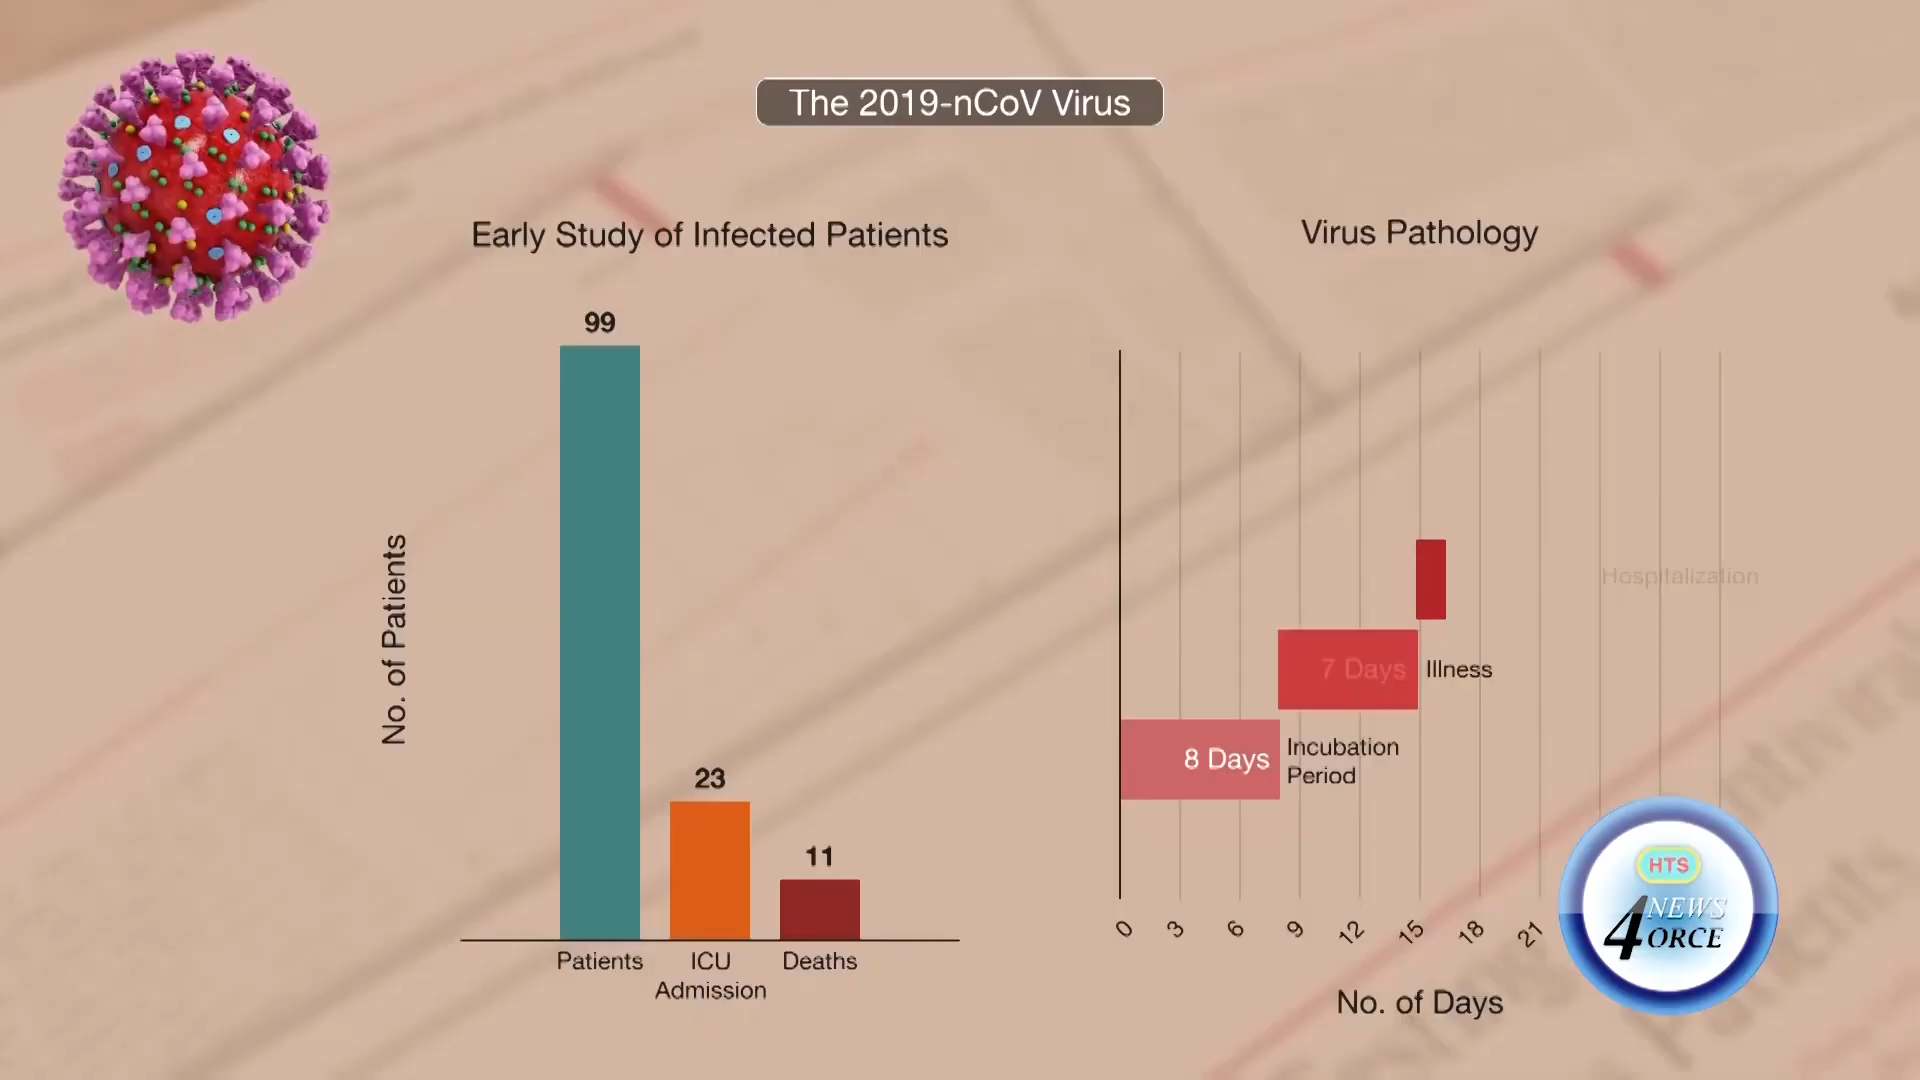 The 2019-nCoV Virus
Early Study of Infected Patients
No. of Patients
99
23
11
Patients
ICU
Admission
Deaths
Virus Pathology
Hospitalization
7 Days
Illness
8 Days
Incubation
Period
0 3 6 9 12 15 18 21
No. of Days
HTS
4 NEWS
ORCE